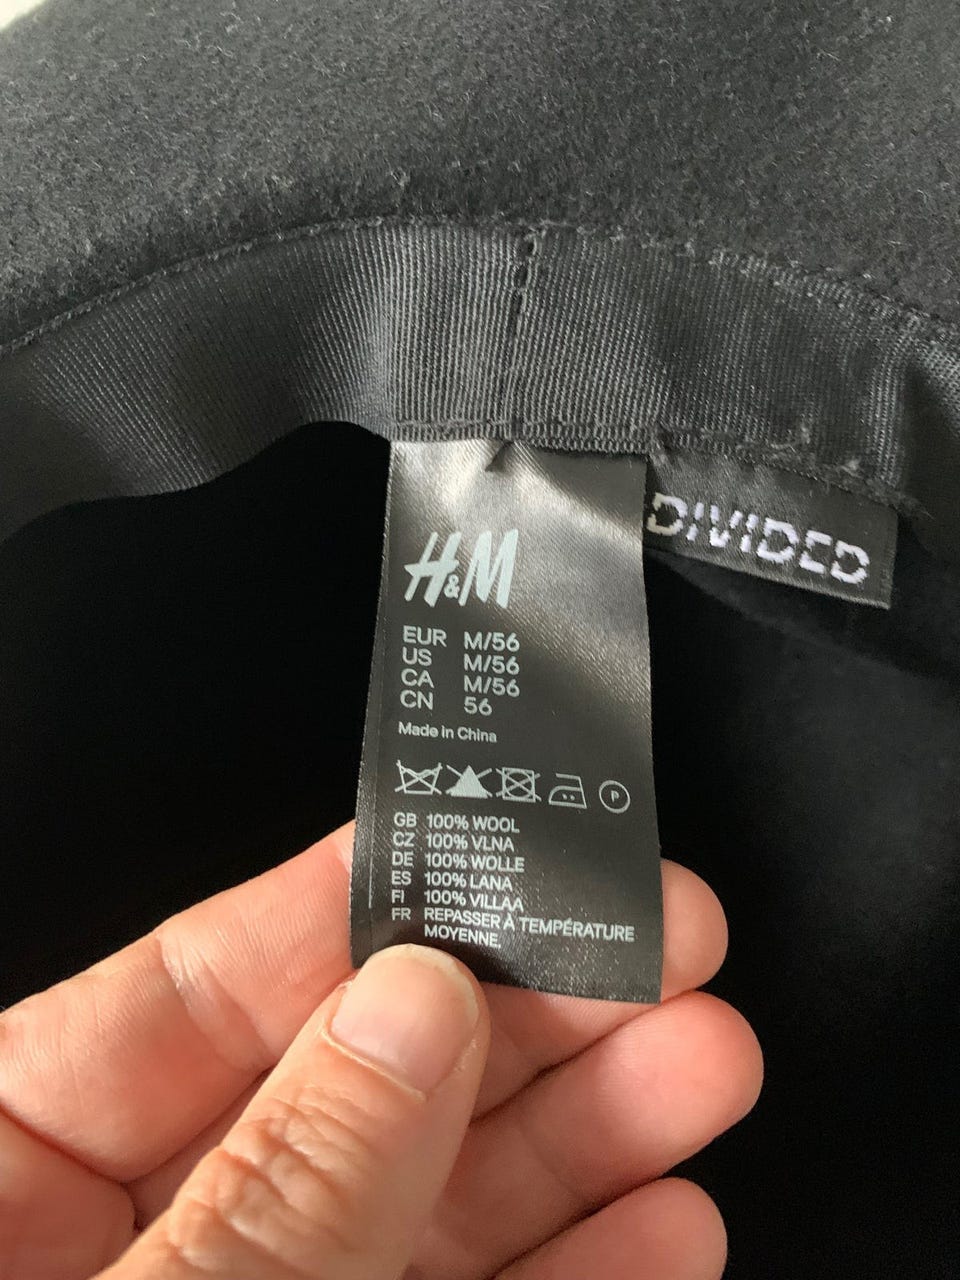 H&M
EUR M/56
US M/56
CA M/56
CN 56
Made in China
P
GB 100% WOOL
CZ 100% VLNA
DE 100% WOLLE
ES 100% LANA
FI 100% VILLAA
FR REPASSER À TEMPÉRATURE
MOYENNE.
DIVIDED